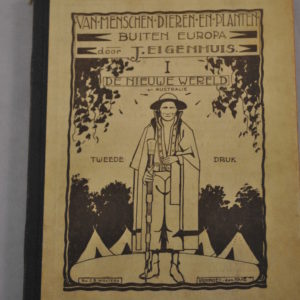 VAN·MENSCHEN·DIEREN·EN·PLANTEN
BUITEN EUROPA
door J. EIGENHUIS.
I
(DE NIEUWE WERELD)
en AUSTRALIË
TWEEDE DRUK